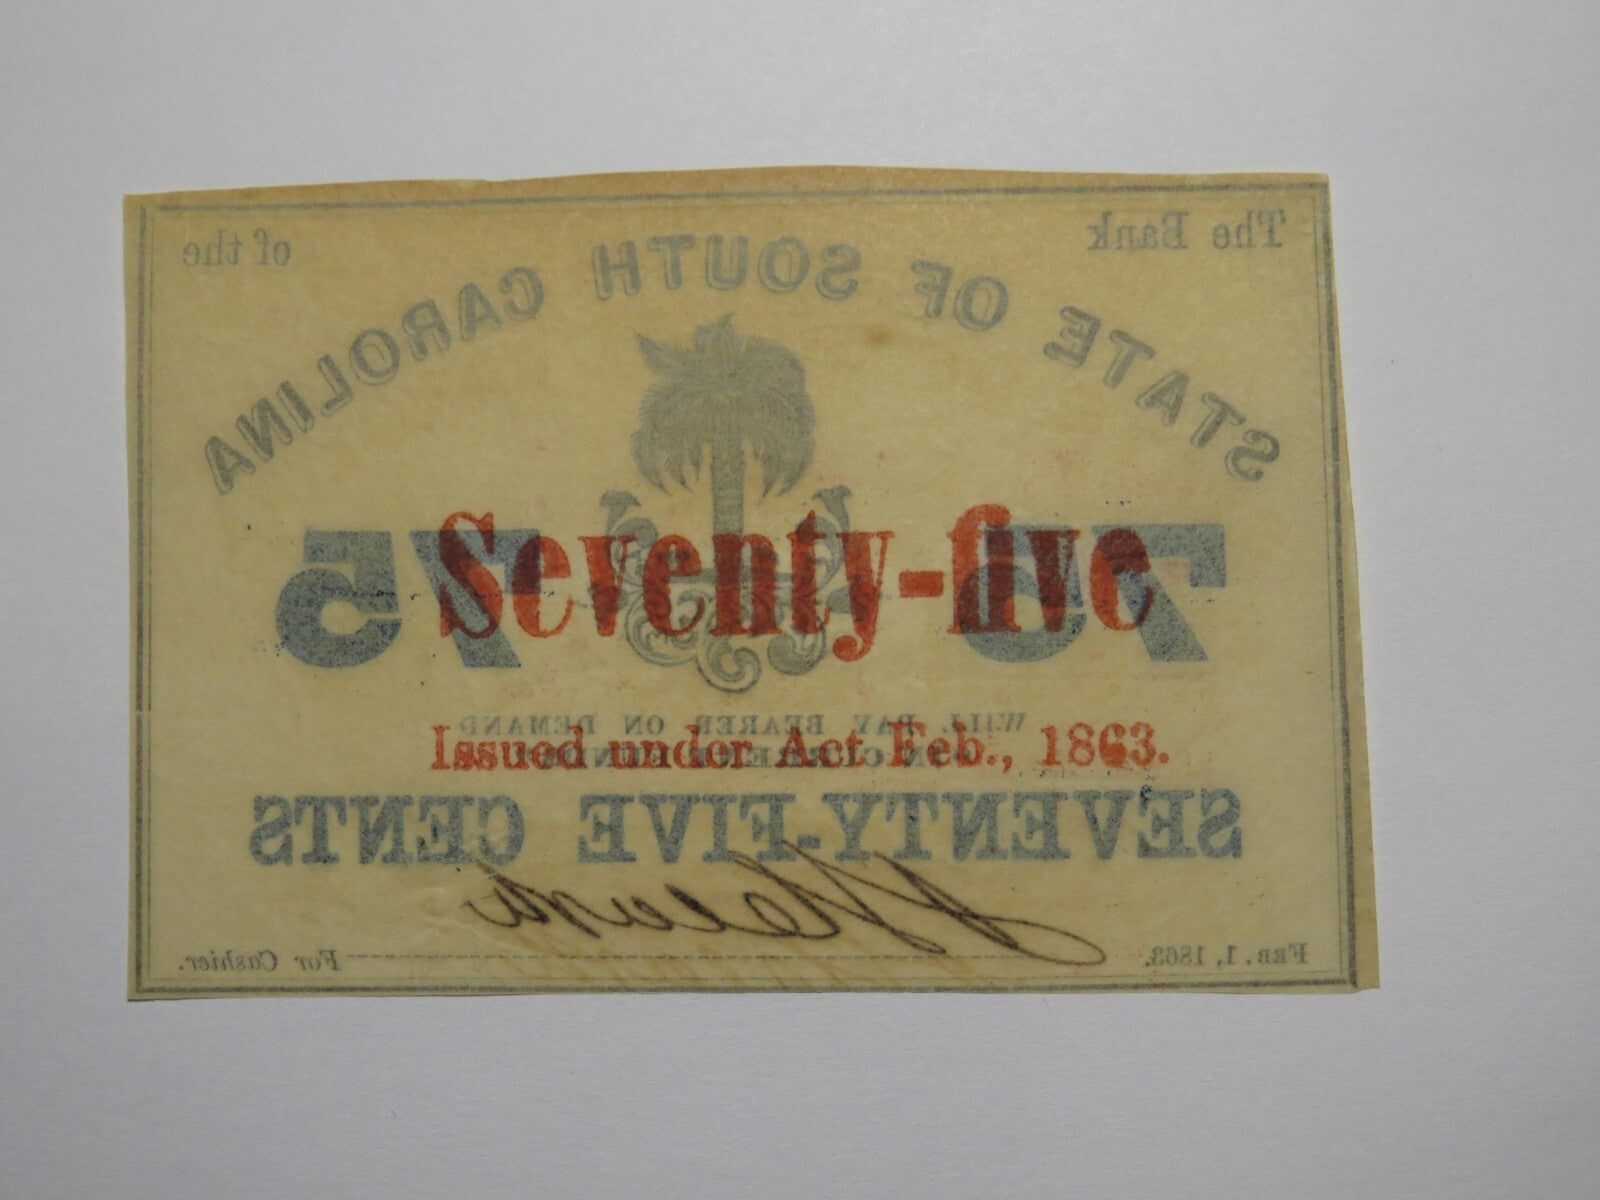 The Bank of the
STATE OF SOUTH CAROLINA
75 75
Seventy-five
WILL PAY BEARER ON DEMAND
Issued under Act Feb., 1863.
SEVENTY-FIVE CENTS
FEB. 1, 1863. For Cashier.